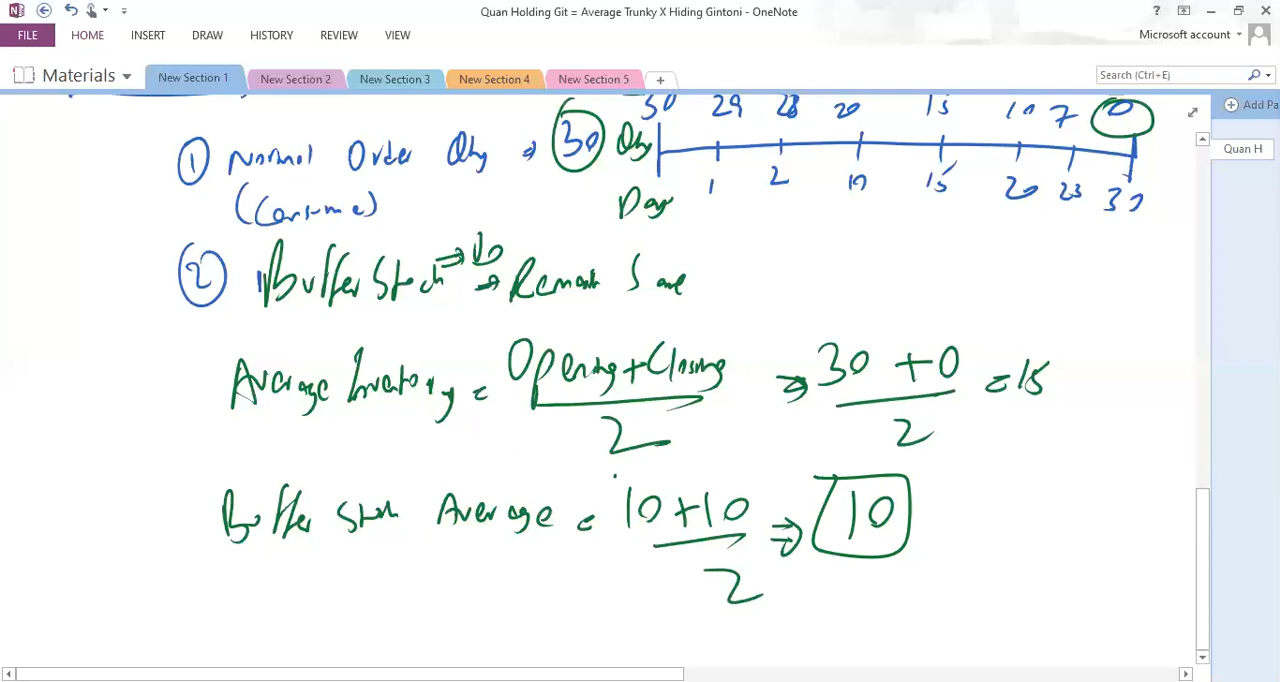 Quan Holding Git = Average Trunky X Hiding Gintoni - OneNote
FILE HOME INSERT DRAW HISTORY REVIEW VIEW
Microsoft account
Materials New Section 1 New Section 2 New Section 3 New Section 4 New Section 5 +
Search (Ctrl+E)
Add Pa
Quan H
30 29 28 20 15 10 7 0
① Normal Order Qty → 30 Qty
(Consume)
1 2 10 15 20 23 30
Days
② Buffer Stock → 10
→ Remain Same
Average Inventory = Opening + Closing / 2 → 30 + 0 / 2 = 15
Buffer Stock Average = 10 + 10 / 2 ⇒ 10